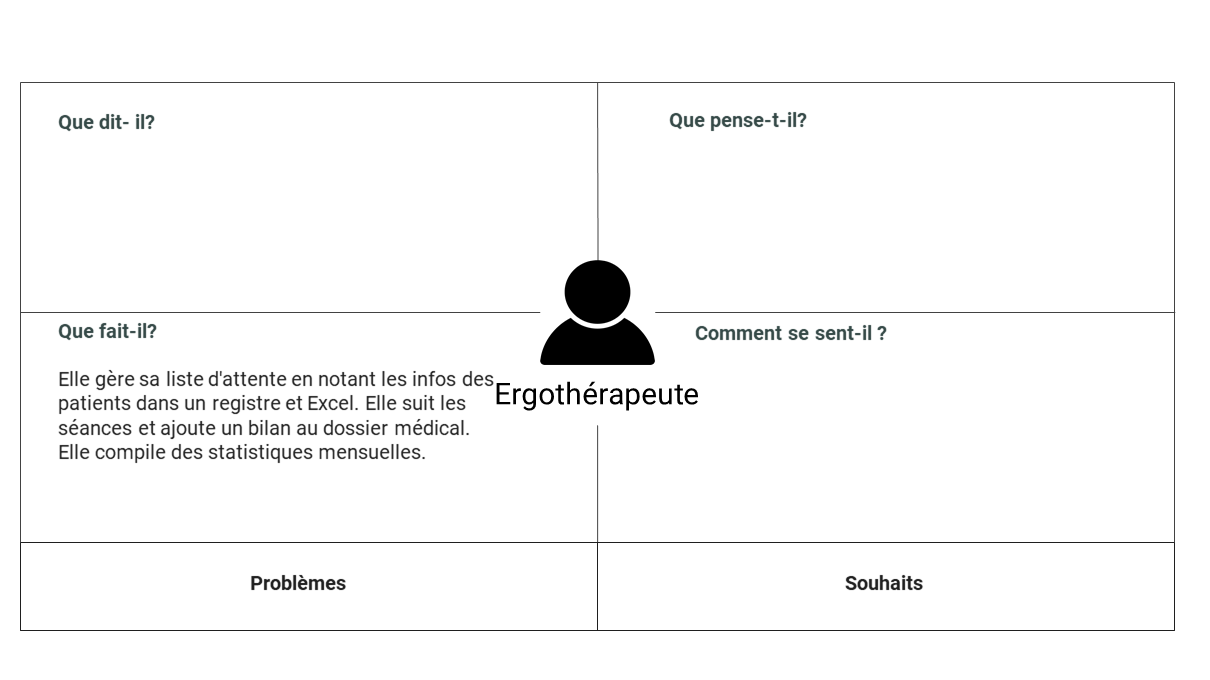 Que dit- il?
Que pense-t-il?
Que fait-il?
Elle gère sa liste d'attente en notant les infos des
patients dans un registre et Excel. Elle suit les
séances et ajoute un bilan au dossier médical.
Elle compile des statistiques mensuelles.
Ergothérapeute
Comment se sent-il ?
Problèmes
Souhaits